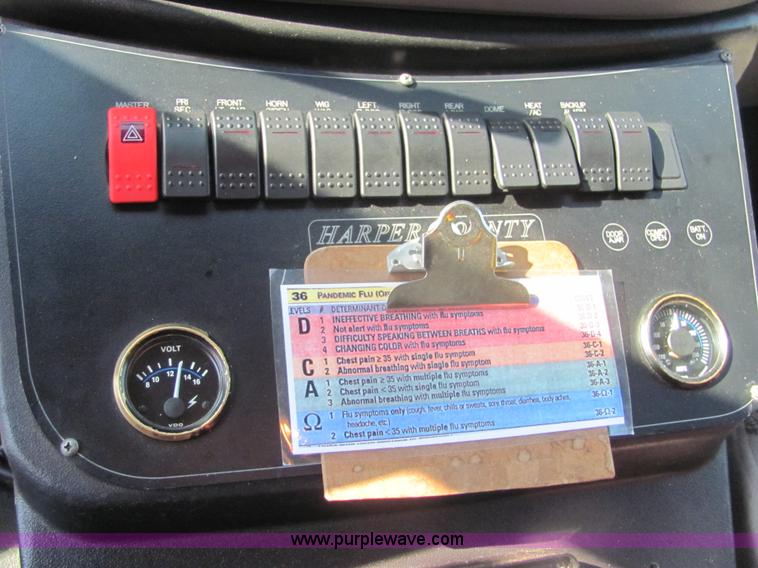 MASTER PRI FRONT HORN WIG LEFT RIGHT REAR DOME HEAT BACKUP
SEC /AC
HARPER
DOOR AJAR
COMPT OPEN
BATT. ON
36 PANDEMIC FLU
LEVELS # DETERMINANT
D 1 INEFFECTIVE BREATHING with flu symptoms
2 Not alert with flu symptoms
3 DIFFICULTY SPEAKING BETWEEN BREATHS with flu symptoms
4 CHANGING COLOR with flu symptoms 36-D-4
C 1 Chest pain ≥ 35 with single flu symptom 36-C-1
2 Abnormal breathing with single flu symptom 36-C-2
A 1 Chest pain ≥ 35 with multiple flu symptoms 36-A-1
2 Chest pain < 35 with single flu symptom 36-A-2
3 Abnormal breathing with multiple flu symptoms 36-A-3
Ω 1 Flu symptoms only (cough, fever, chills or sweats, sore throat, diarrhea, body aches, 36-Ω-1
headache, etc.)
2 Chest pain < 35 with multiple flu symptoms 36-Ω-2
VOLT
8 10 12 14 16
VDO
www.purplewave.com